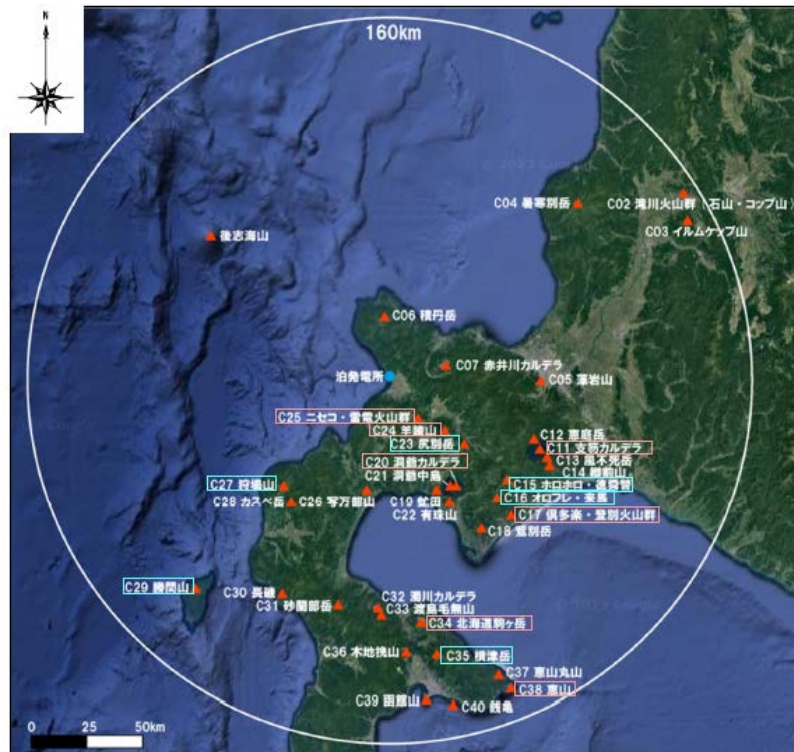 160km
C04 暑寒別岳
C02 滝川火山群(石山・コップ山)
C03 イルムケップ山
後志海山
C06 積丹岳
C07 赤井川カルデラ
泊発電所
C05 藻岩山
C25 ニセコ・雷電火山群
C24 羊蹄山
C23 尻別岳
C12 恵庭岳
C11 支笏カルデラ
C13 風不死岳
C14 樽前山
C20 洞爺カルデラ
C21 洞爺中島
C15 ホロホロ・徳舜瞥
C27 狩場山
C28 カスベ岳
C26 写万部山
C19 虻田
C16 オロフレ・来馬
C22 有珠山
C17 倶多楽・登別火山群
C18 鷲別岳
C29 勝澗山
C30 長磯
C32 濁川カルデラ
C31 砂蘭部岳
C33 渡島毛無山
C34 北海道駒ヶ岳
C36 木地挽山
C35 横津岳
C37 恵山丸山
C38 恵山
C39 函館山
C40 銭亀
0 25 50km